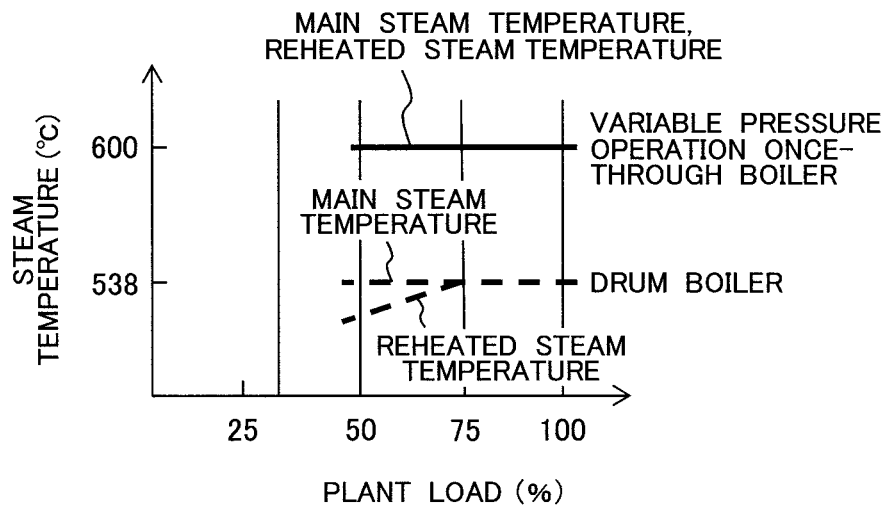 MAIN STEAM TEMPERATURE,
REHEATED STEAM TEMPERATURE
STEAM
TEMPERATURE (°C)
600
538
VARIABLE PRESSURE
OPERATION ONCE-
THROUGH BOILER
MAIN STEAM
TEMPERATURE
DRUM BOILER
REHEATED STEAM
TEMPERATURE
25
50
75
100
PLANT LOAD (%)